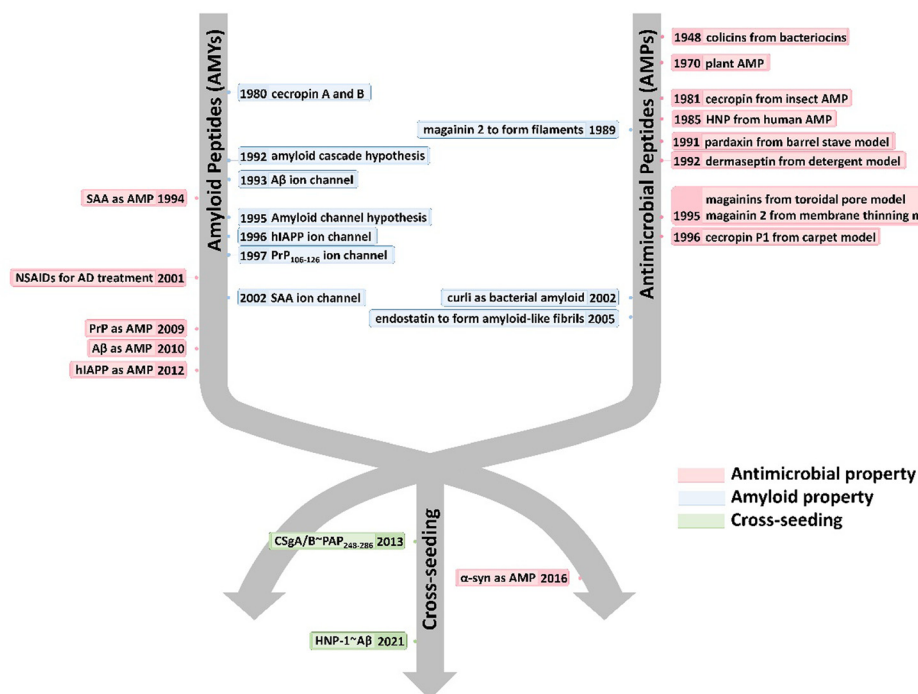 Amyloid Peptides (AMYs)
1980 cecropin A and B
1992 amyloid cascade hypothesis
1993 Aβ ion channel
SAA as AMP 1994
1995 Amyloid channel hypothesis
1996 hIAPP ion channel
1997 PrP106-126 ion channel
NSAIDs for AD treatment 2001
2002 SAA ion channel
PrP as AMP 2009
Aβ as AMP 2010
hIAPP as AMP 2012
Antimicrobial Peptides (AMPs)
1948 colicins from bacteriocins
1970 plant AMP
1981 cecropin from insect AMP
1985 HNP from human AMP
magainin 2 to form filaments 1989
1991 pardaxin from barrel stave model
1992 dermaseptin from detergent model
magainins from toroidal pore model
1995 magainin 2 from membrane thinning
1996 cecropin P1 from carpet model
curli as bacterial amyloid 2002
endostatin to form amyloid-like fibrils 2005
Antimicrobial property
Amyloid property
Cross-seeding
Cross-seeding
CSgA/B~PAP248-286 2013
α-syn as AMP 2016
HNP-1~Aβ 2021